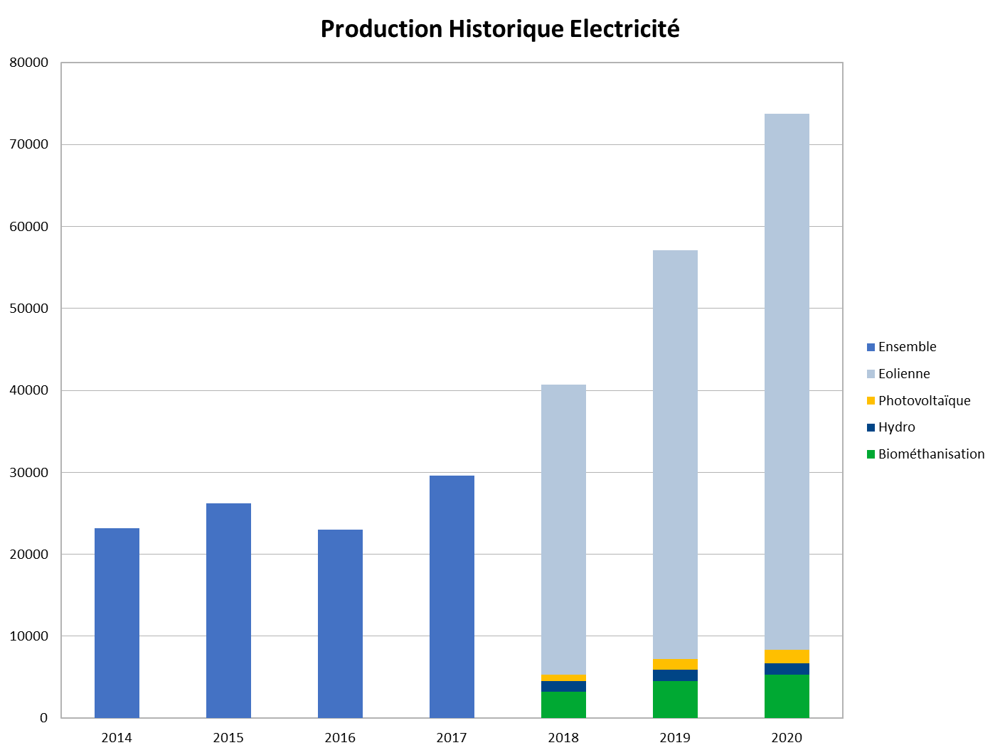 Production Historique Electricité
80000
70000
60000
50000
40000
30000
20000
10000
0
2014 2015 2016 2017 2018 2019 2020
Ensemble
Eolienne
Photovoltaïque
Hydro
Biométhanisation